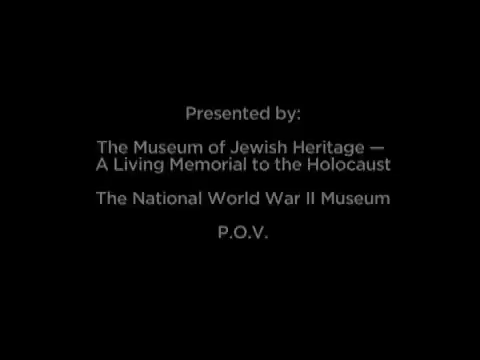 Presented by:
The Museum of Jewish Heritage —
A Living Memorial to the Holocaust
The National World War II Museum
P.O.V.